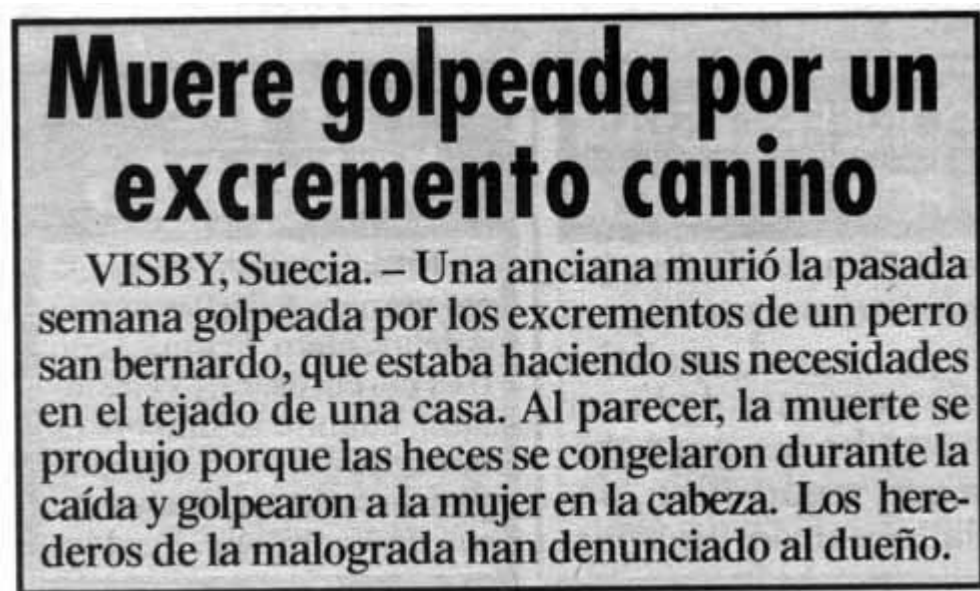 Muere golpeada por un
excremento canino
VISBY, Suecia. – Una anciana murió la pasada
semana golpeada por los excrementos de un perro
san bernardo, que estaba haciendo sus necesidades
en el tejado de una casa. Al parecer, la muerte se
produjo porque las heces se congelaron durante la
caída y golpearon a la mujer en la cabeza. Los here-
deros de la malograda han denunciado al dueño.